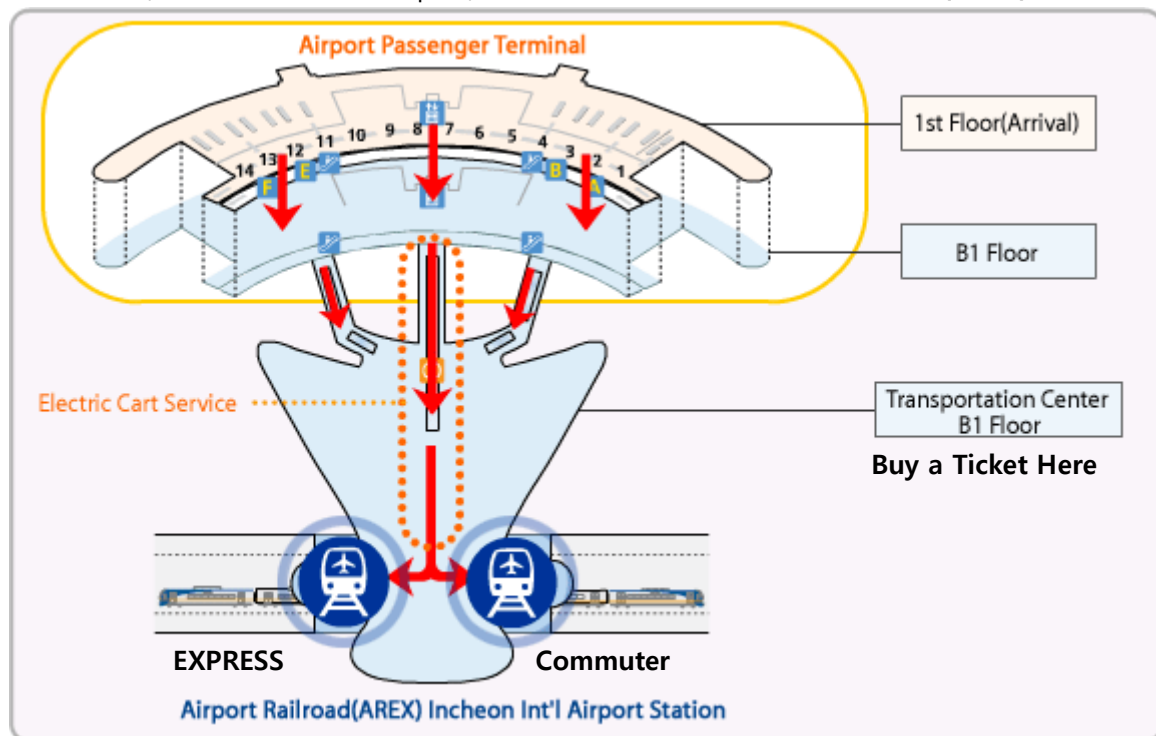 Airport Passenger Terminal
1st Floor(Arrival)
14 13 12 11 10 9 8 7 6 5 4 3 2 1
F E B A
B1 Floor
Electric Cart Service
Transportation Center
B1 Floor
Buy a Ticket Here
EXPRESS
Commuter
Airport Railroad(AREX) Incheon Int'l Airport Station